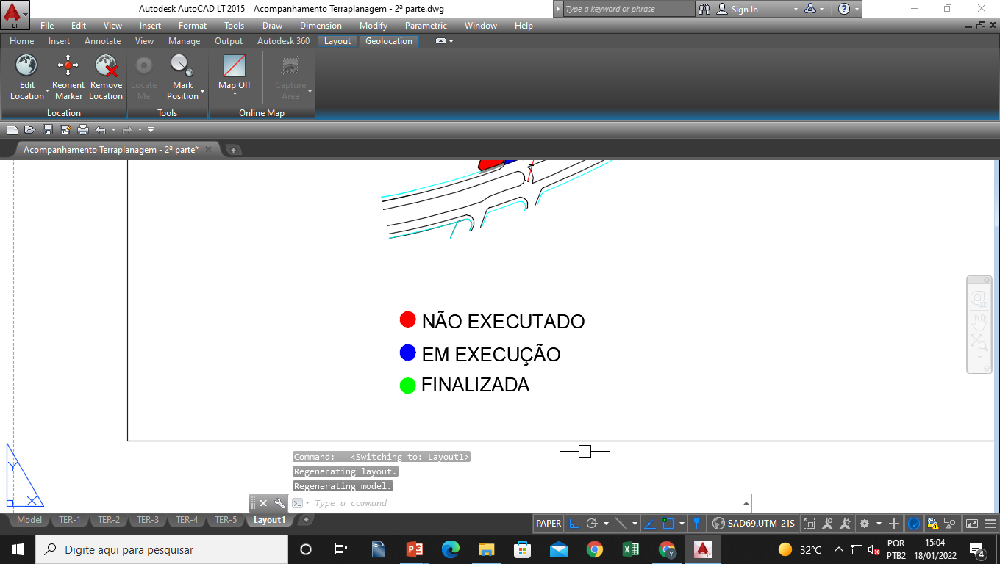 Autodesk AutoCAD LT 2015 Acompanhamento Terraplanagem - 2ª parte.dwg
Type a keyword or phrase
Sign In
LT
File Edit View Insert Format Tools Draw Dimension Modify Parametric Window Help
Home Insert Annotate View Manage Output Autodesk 360 Layout Geolocation
Edit Location
Reorient Marker
Remove Location
Locate Me
Mark Position
Map Off
Capture Area
Location Tools Online Map
Acompanhamento Terraplanagem - 2ª parte*
2D
NÃO EXECUTADO
EM EXECUÇÃO
FINALIZADA
Y
X
Command: <Switching to: Layout1>
Regenerating layout.
Regenerating model.
Type a command
Model TER-1 TER-2 TER-3 TER-4 TER-5 Layout1
PAPER
SAD69.UTM-21S
Digite aqui para pesquisar
32°C
POR
PTB2
15:04
18/01/2022
4